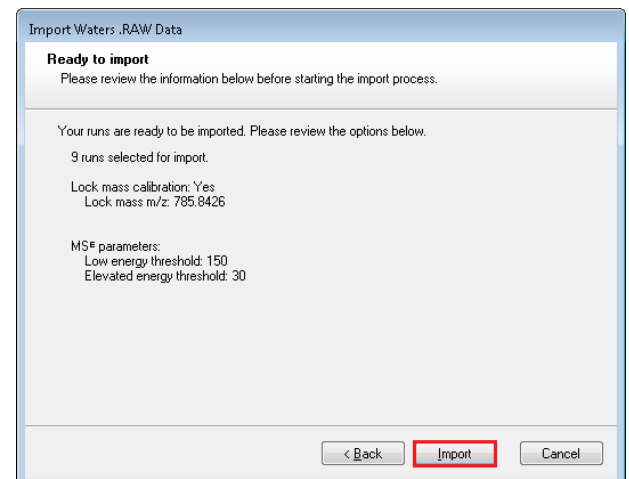 Import Waters .RAW Data
Ready to import
Please review the information below before starting the import process.
Your runs are ready to be imported. Please review the options below.
9 runs selected for import.
Lock mass calibration: Yes
Lock mass m/z: 785.8426
MSᴱ parameters:
Low energy threshold: 150
Elevated energy threshold: 30
< Back Import Cancel